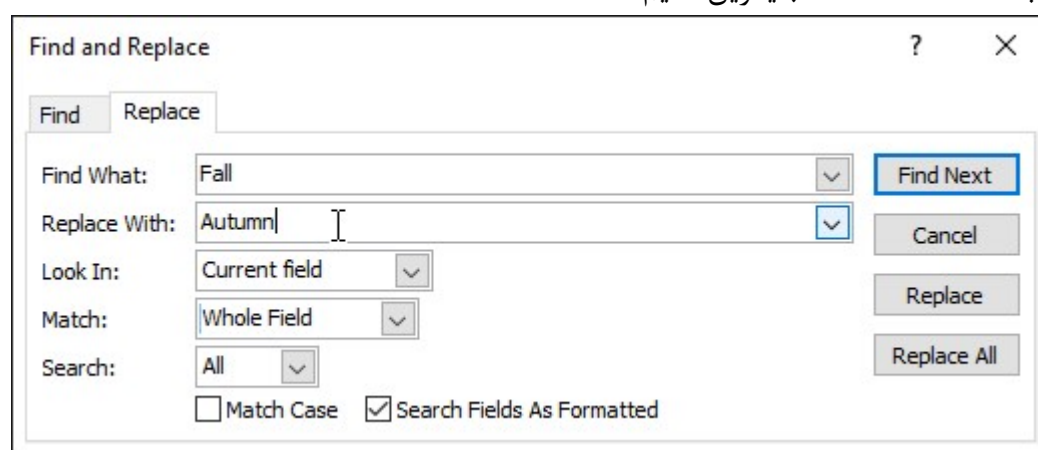 Find and Replace
Find Replace
Find What: Fall Find Next
Replace With: Autumn Cancel
Look In: Current field Replace
Match: Whole Field
Search: All Replace All
Match Case Search Fields As Formatted